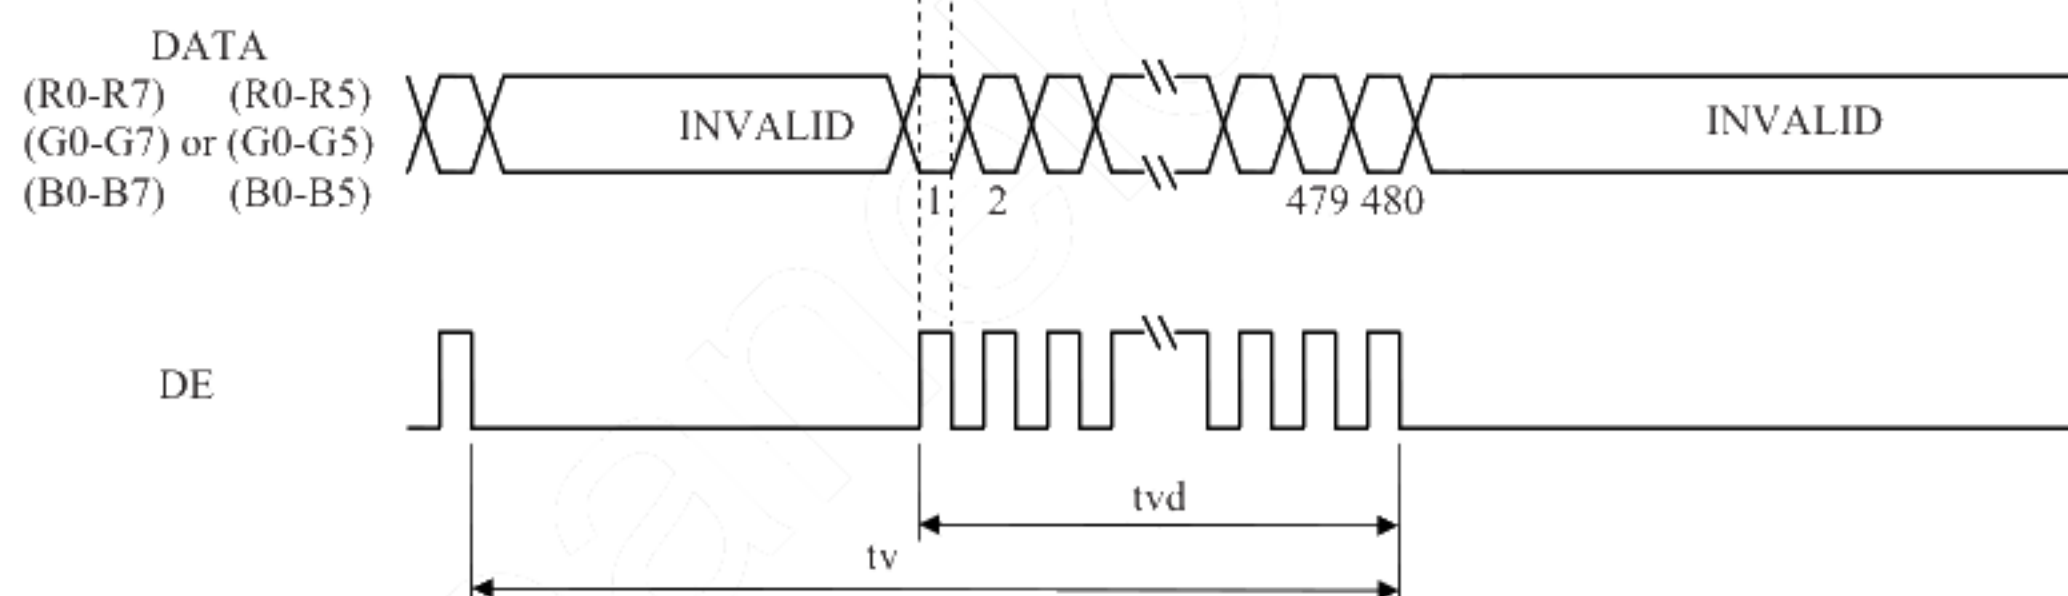 DATA
(R0-R7) (R0-R5)
(G0-G7) or (G0-G5)
(B0-B7) (B0-B5)
INVALID
INVALID
1 2 479 480
DE
tvd
tv